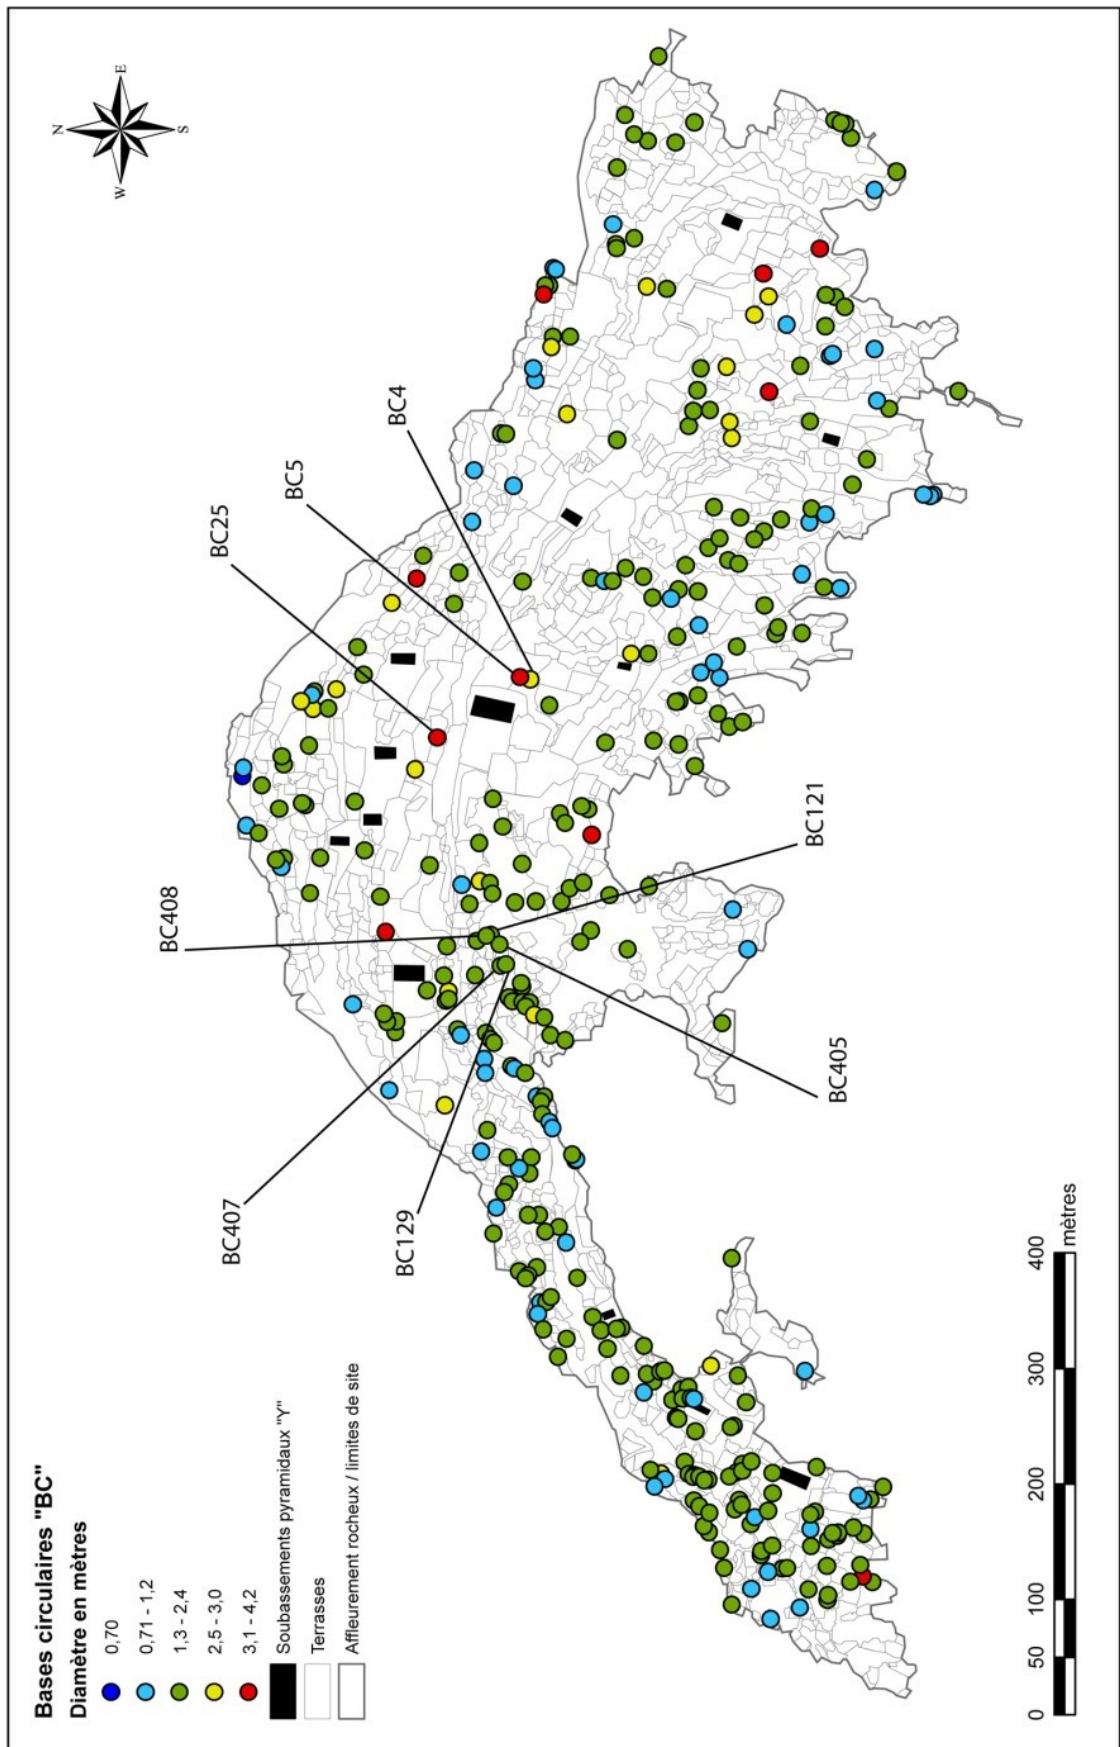 Bases circulaires "BC"
Diamètre en mètres
0,70
0,71 - 1,2
1,3 - 2,4
2,5 - 3,0
3,1 - 4,2
Soubassements pyramidaux "Y"
Terrasses
Affleurement rocheux / limites de site
N
W
E
S
BC407
BC408
BC25
BC5
BC4
BC129
BC405
BC121
0 50 100 200 300 400
mètres